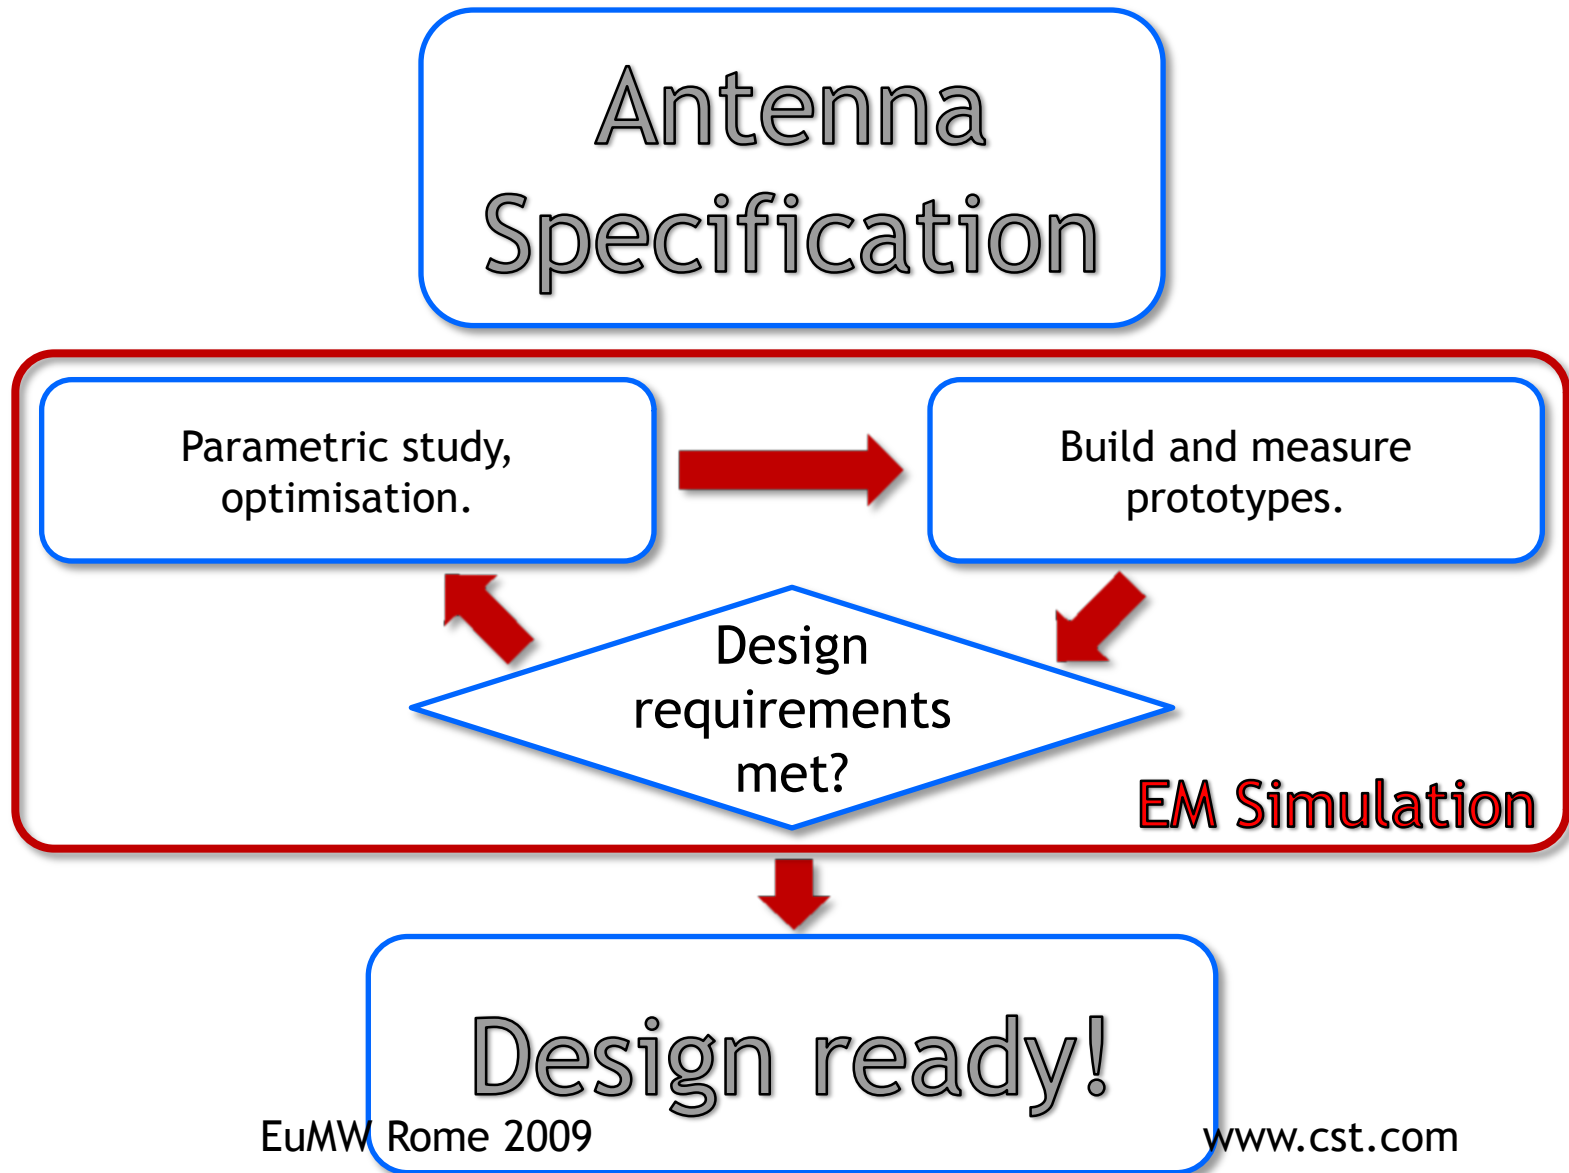 Antenna
Specification
Parametric study,
optimisation.
Build and measure
prototypes.
Design
requirements
met?
EM Simulation
Design ready!
EuMW Rome 2009
www.cst.com